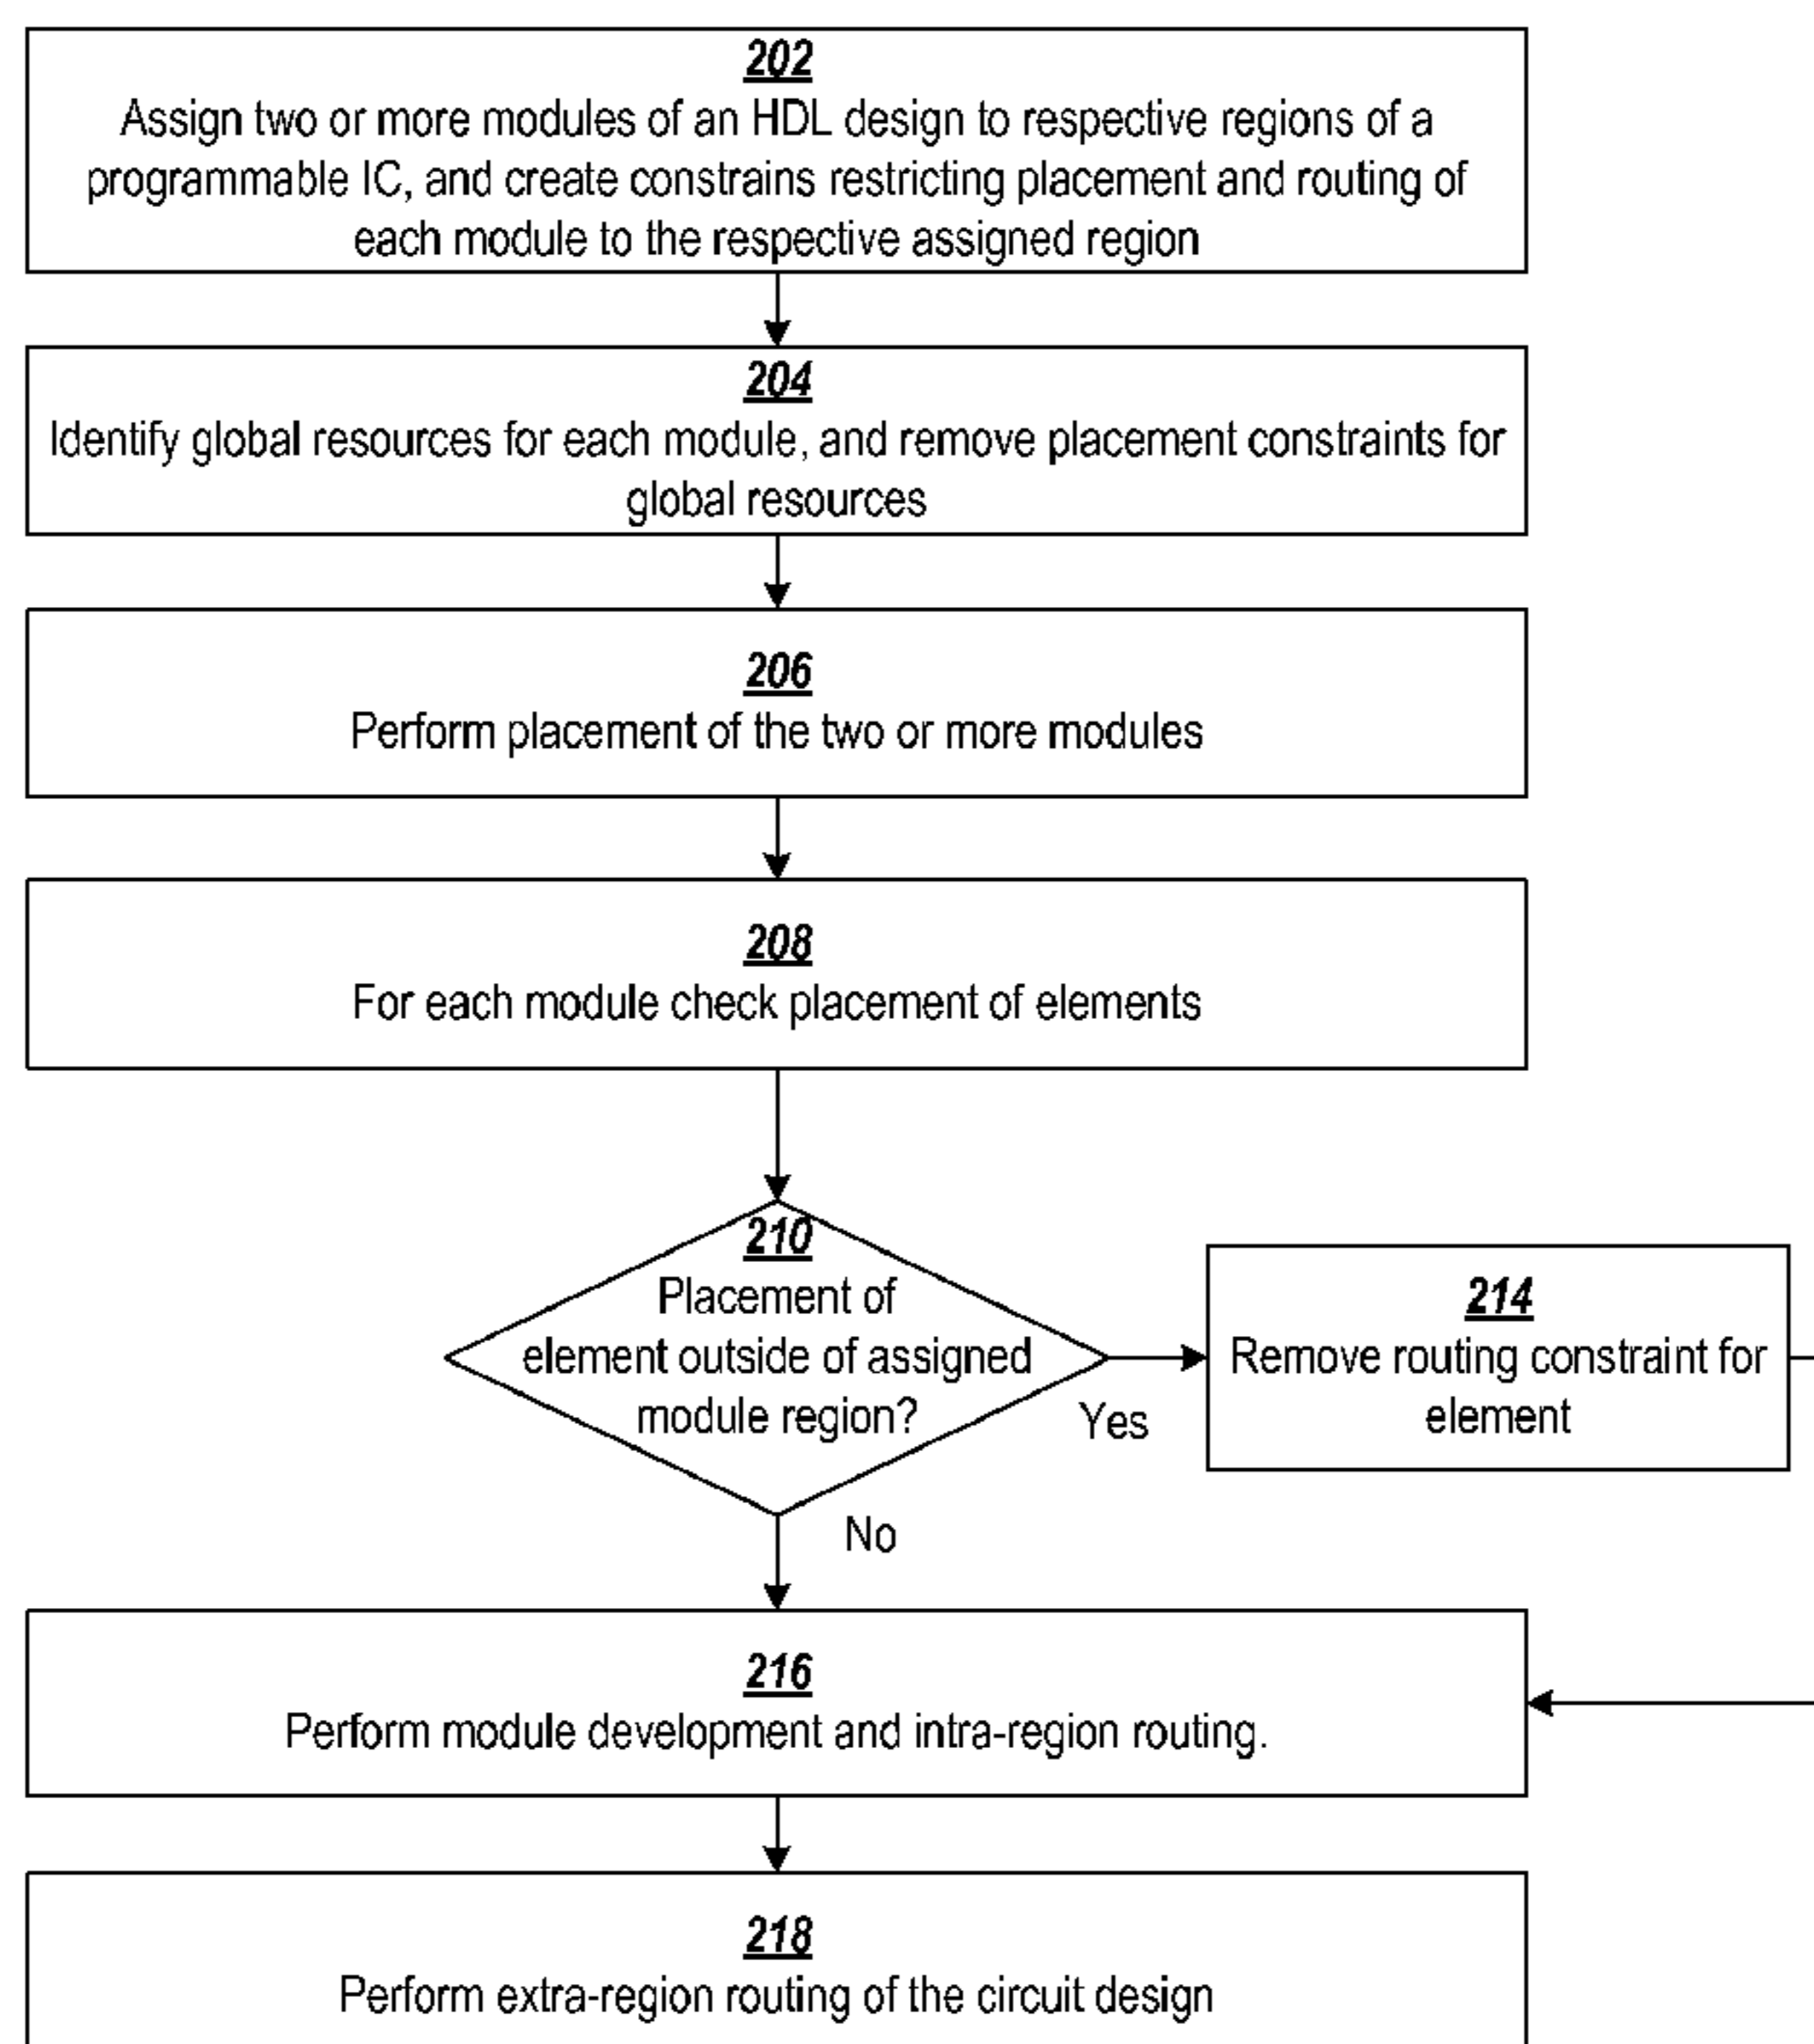 202
Assign two or more modules of an HDL design to respective regions of a
programmable IC, and create constrains restricting placement and routing of
each module to the respective assigned region
204
Identify global resources for each module, and remove placement constraints for
global resources
206
Perform placement of the two or more modules
208
For each module check placement of elements
210
Placement of
element outside of assigned
module region?
Yes
No
214
Remove routing constraint for
element
216
Perform module development and intra-region routing.
218
Perform extra-region routing of the circuit design